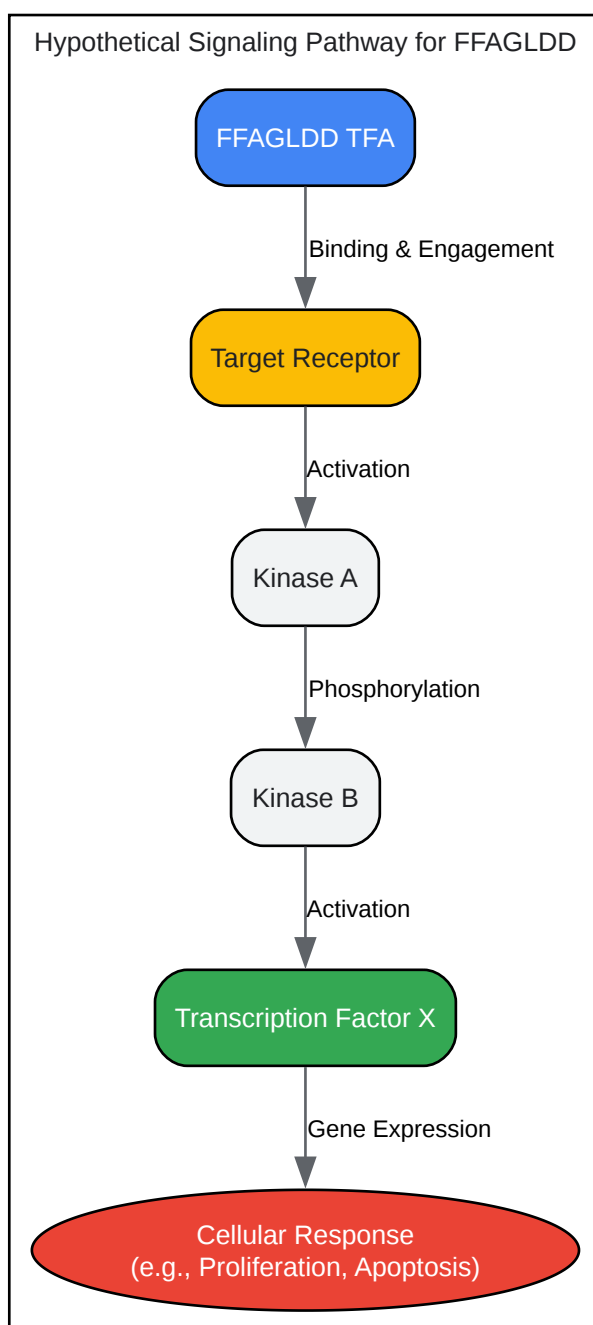 Hypothetical Signaling Pathway for FFAGLDD
FFAGLDD TFA
Binding & Engagement
Target Receptor
Activation
Kinase A
Phosphorylation
Kinase B
Activation
Transcription Factor X
Gene Expression
Cellular Response
(e.g., Proliferation, Apoptosis)